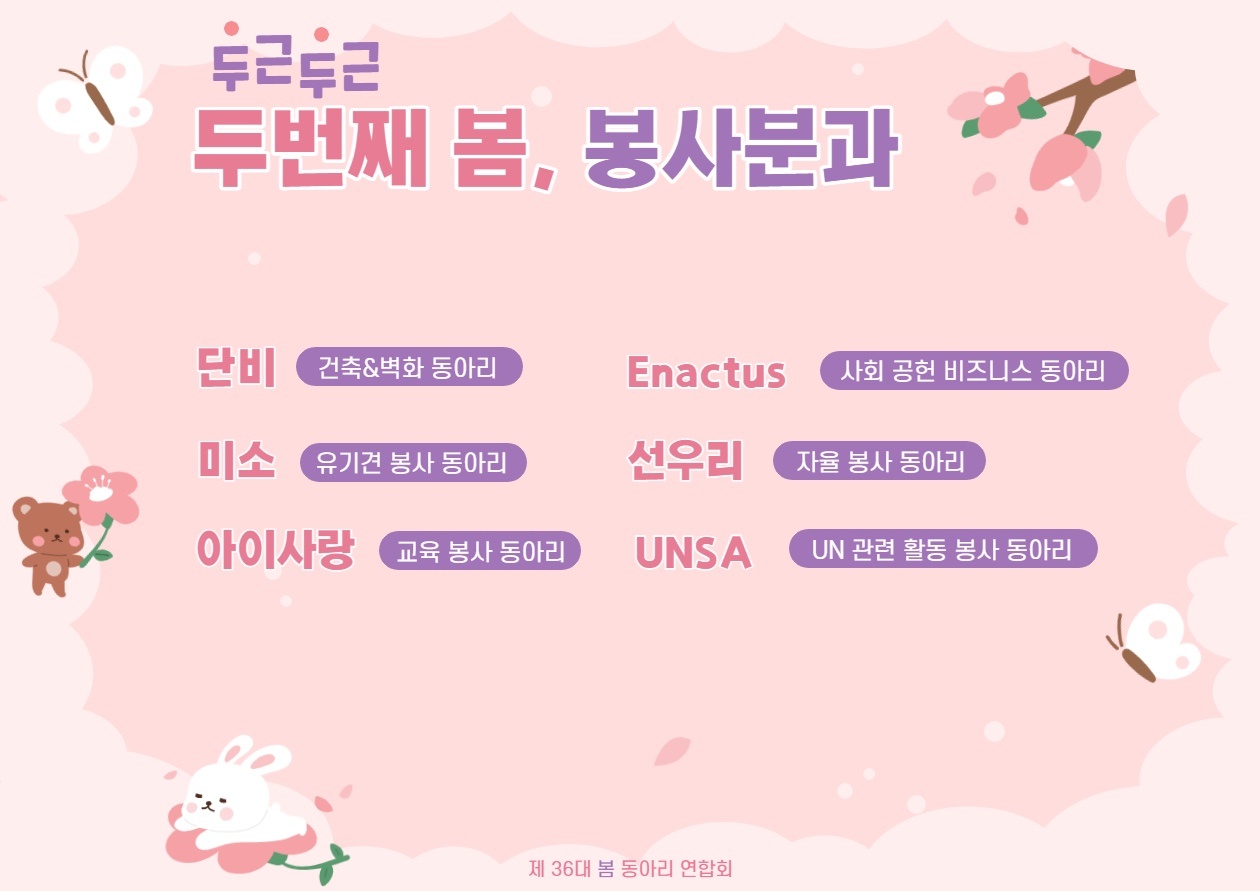 두근두근
두번째 봄, 봉사분과
단비 건축&벽화 동아리
Enactus 사회 공헌 비즈니스 동아리
미소 유기견 봉사 동아리
선우리 자율 봉사 동아리
아이사랑 교육 봉사 동아리
UNSA UN 관련 활동 봉사 동아리
제 36대 봄 동아리 연합회